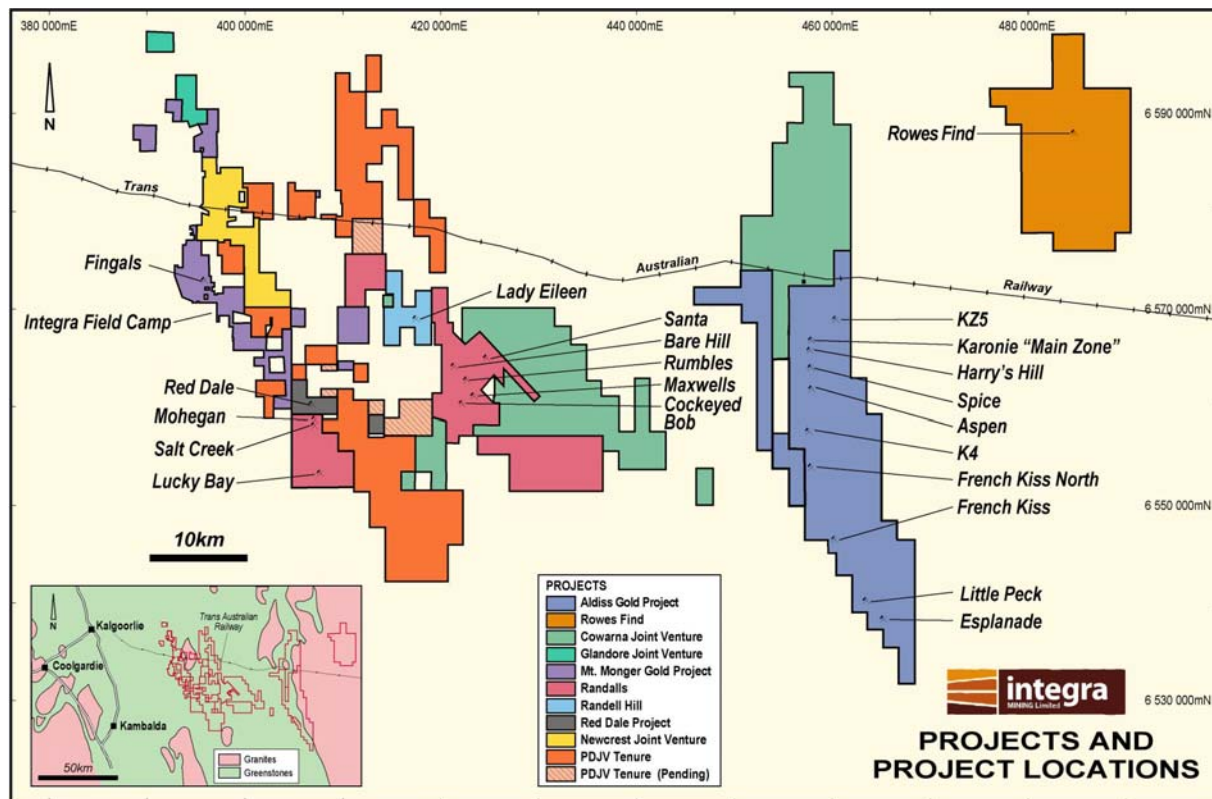 380 000mE
400 000mE
420 000mE
440 000mE
460 000mE
480 000mE
N
6 590 000mN
Rowes Find
Trans
Australian
Railway
Fingals
Integra Field Camp
Lady Eileen
6 570 000mN
Santa
Bare Hill
Rumbles
Maxwells
Cockeyed
Bob
KZ5
Karonie "Main Zone"
Harry's Hill
Spice
Aspen
K4
French Kiss North
French Kiss
Little Peck
Esplanade
Red Dale
Mohegan
Salt Creek
Lucky Bay
6 550 000mN
10km
6 530 000mN
N
Trans Australian
Railway
Kalgoorlie
Coolgardie
Kambalda
50km
Granites
Greenstones
PROJECTS
Aldiss Gold Project
Rowes Find
Cowarna Joint Venture
Glandore Joint Venture
Mt. Monger Gold Project
Randalls
Randell Hill
Red Dale Project
Newcrest Joint Venture
PDJV Tenure
PDJV Tenure (Pending)
integra
MINING Limited
PROJECTS AND
PROJECT LOCATIONS